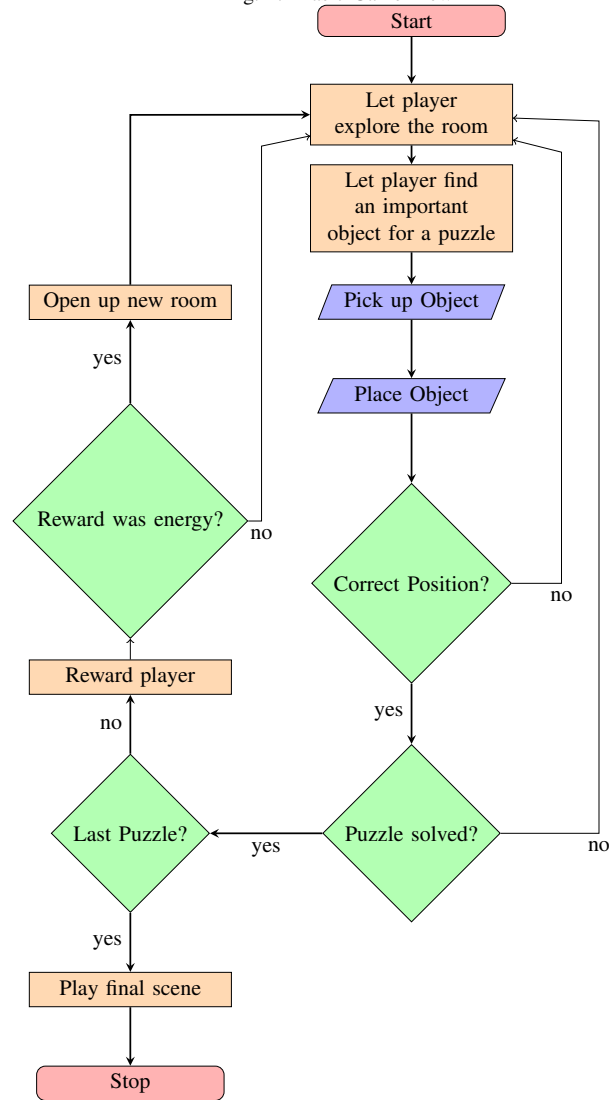 Start
Let player
explore the room
Let player find
an important
object for a puzzle
Open up new room
Pick up Object
yes
Place Object
Reward was energy?
no
Correct Position?
no
Reward player
yes
no
Last Puzzle?
Puzzle solved?
yes
no
yes
Play final scene
Stop